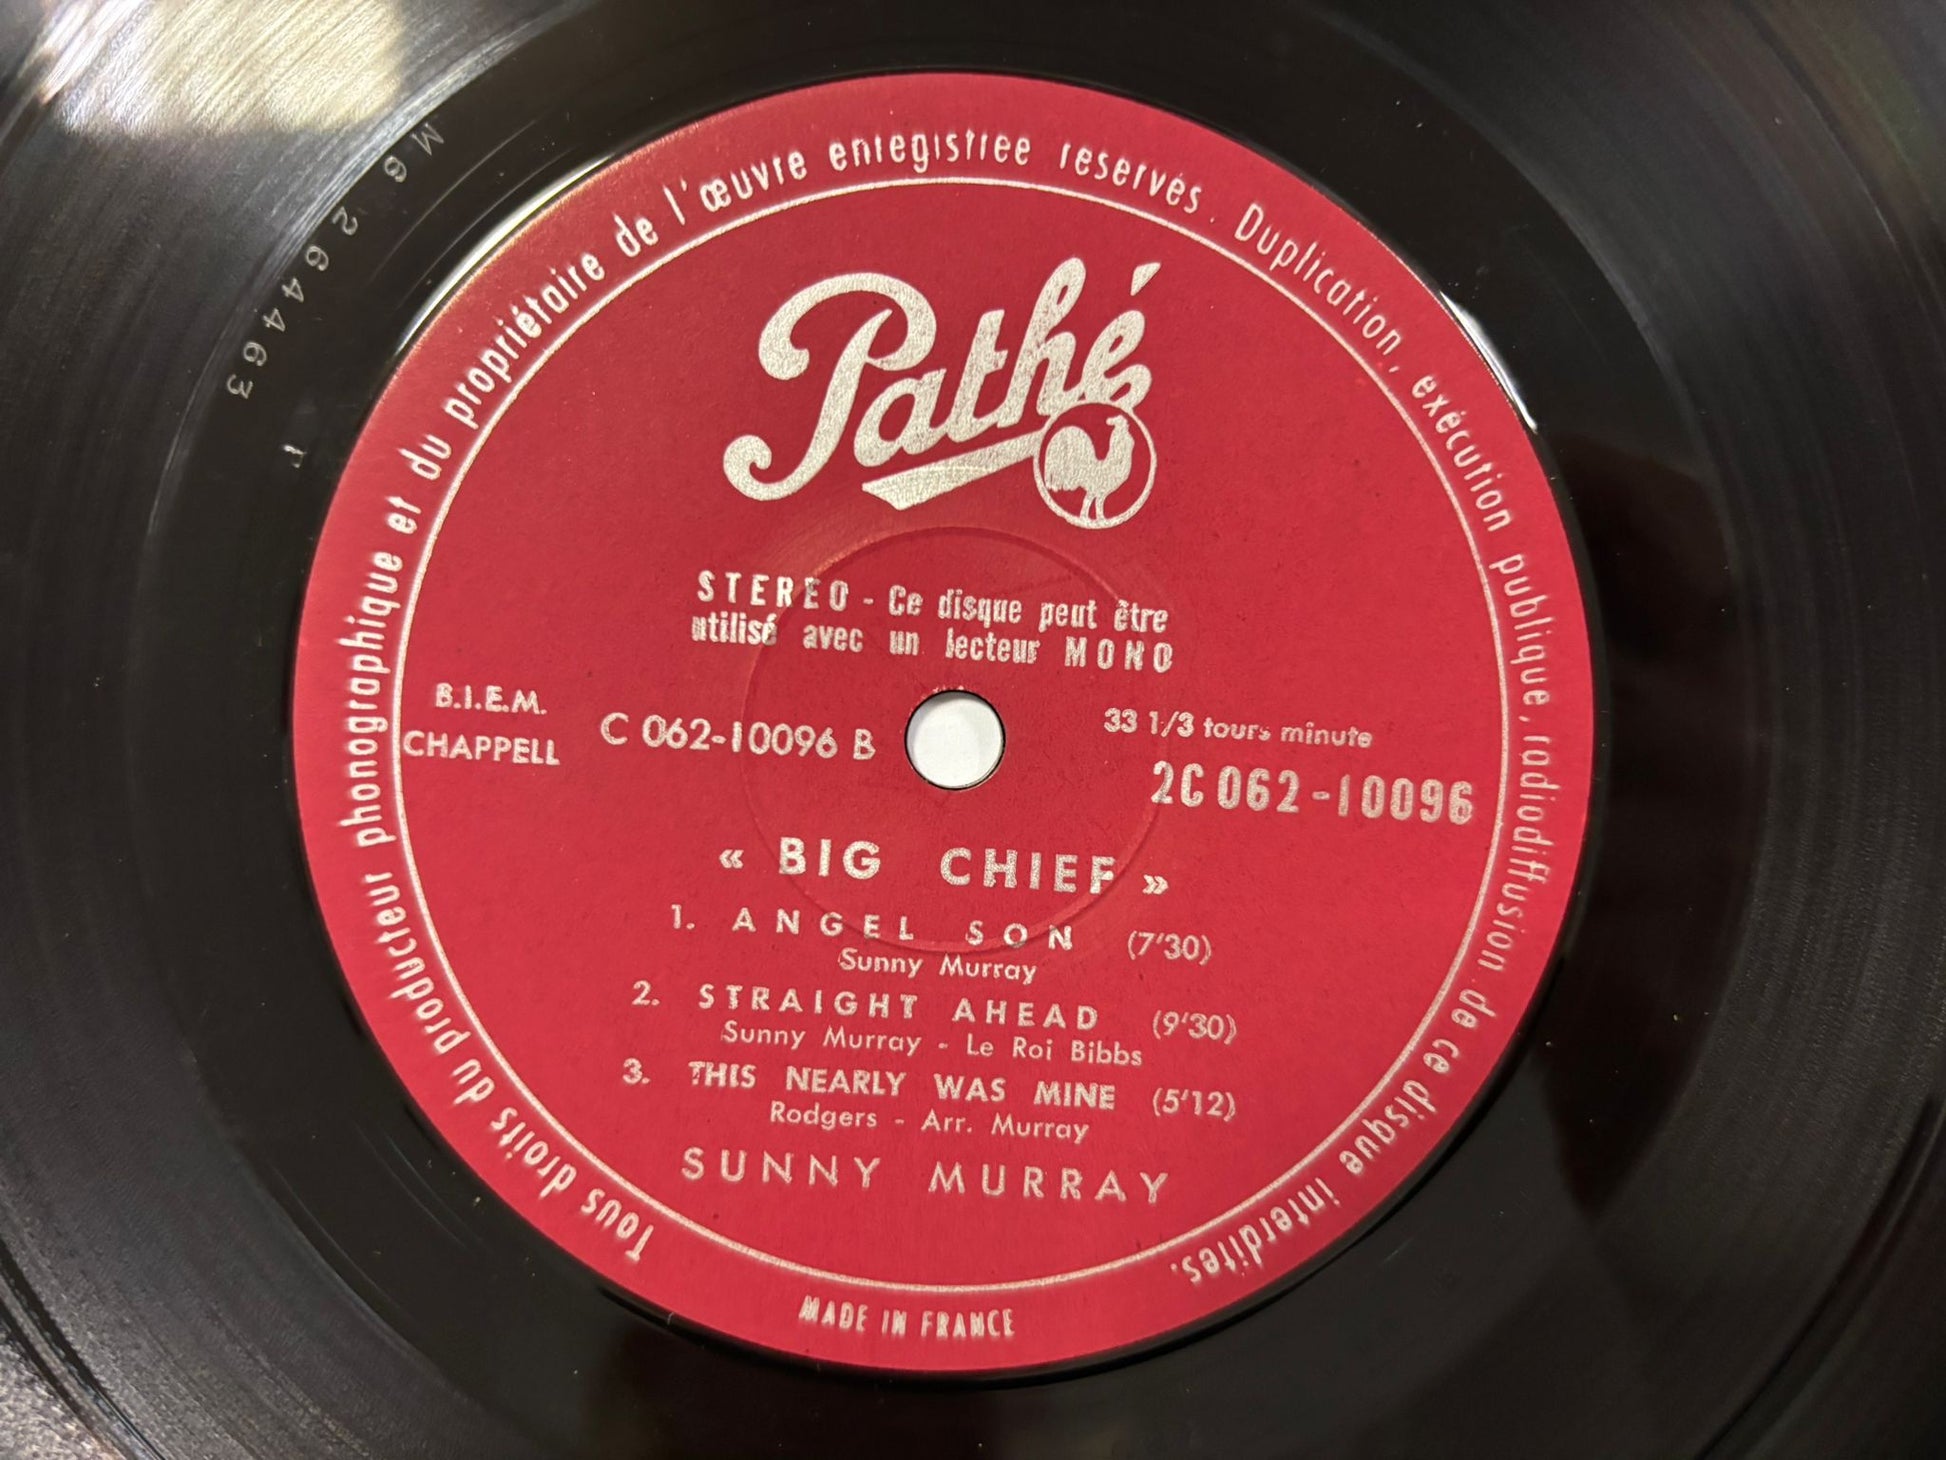 Tous droits du producteur phonographique et du propriétaire de l'œuvre enregistrée réservés. Duplication, exécution publique, radiodiffusion de ce disque interdites.
M6 264463
Pathé
STEREO - Ce disque peut être
utilisé avec un lecteur MONO
B.I.E.M.
CHAPPELL
C 062-10096 B
33 1/3 tours minute
2C 062-10096
« BIG CHIEF »
1. ANGEL SON (7'30)
Sunny Murray
2. STRAIGHT AHEAD (9'30)
Sunny Murray - Le Roi Bibbs
3. THIS NEARLY WAS MINE (5'12)
Rodgers - Arr. Murray
SUNNY MURRAY
MADE IN FRANCE